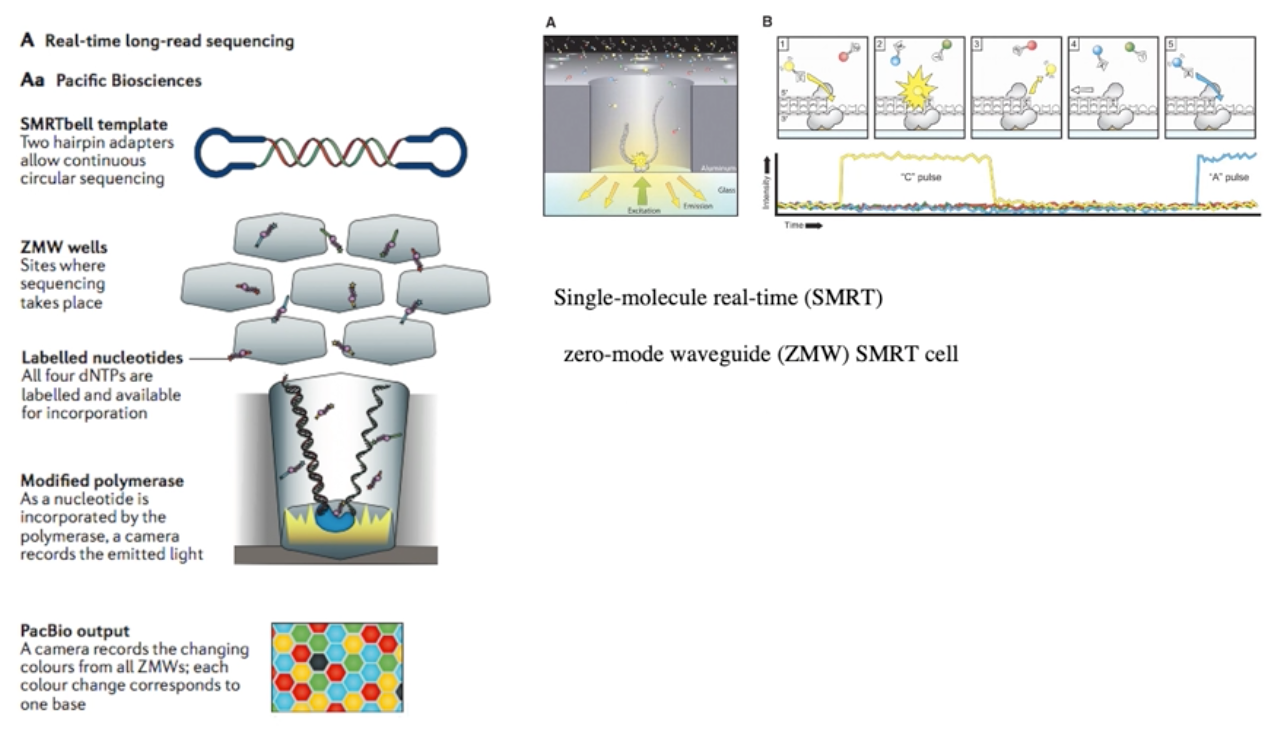 A Real-time long-read sequencing
Aa Pacific Biosciences
SMRTbell template
Two hairpin adapters
allow continuous
circular sequencing
ZMW wells
Sites where
sequencing
takes place
Labelled nucleotides
All four dNTPs are
labelled and available
for incorporation
Modified polymerase
As a nucleotide is
incorporated by the
polymerase, a camera
records the emitted light
PacBio output
A camera records the changing
colours from all ZMWs; each
colour change corresponds to
one base
A
Aluminum
Glass
Emission
Excitation
B
1 2 3 4 5
5'
3'
Intensity
"C" pulse
"A" pulse
Time
Single-molecule real-time (SMRT)
zero-mode waveguide (ZMW) SMRT cell